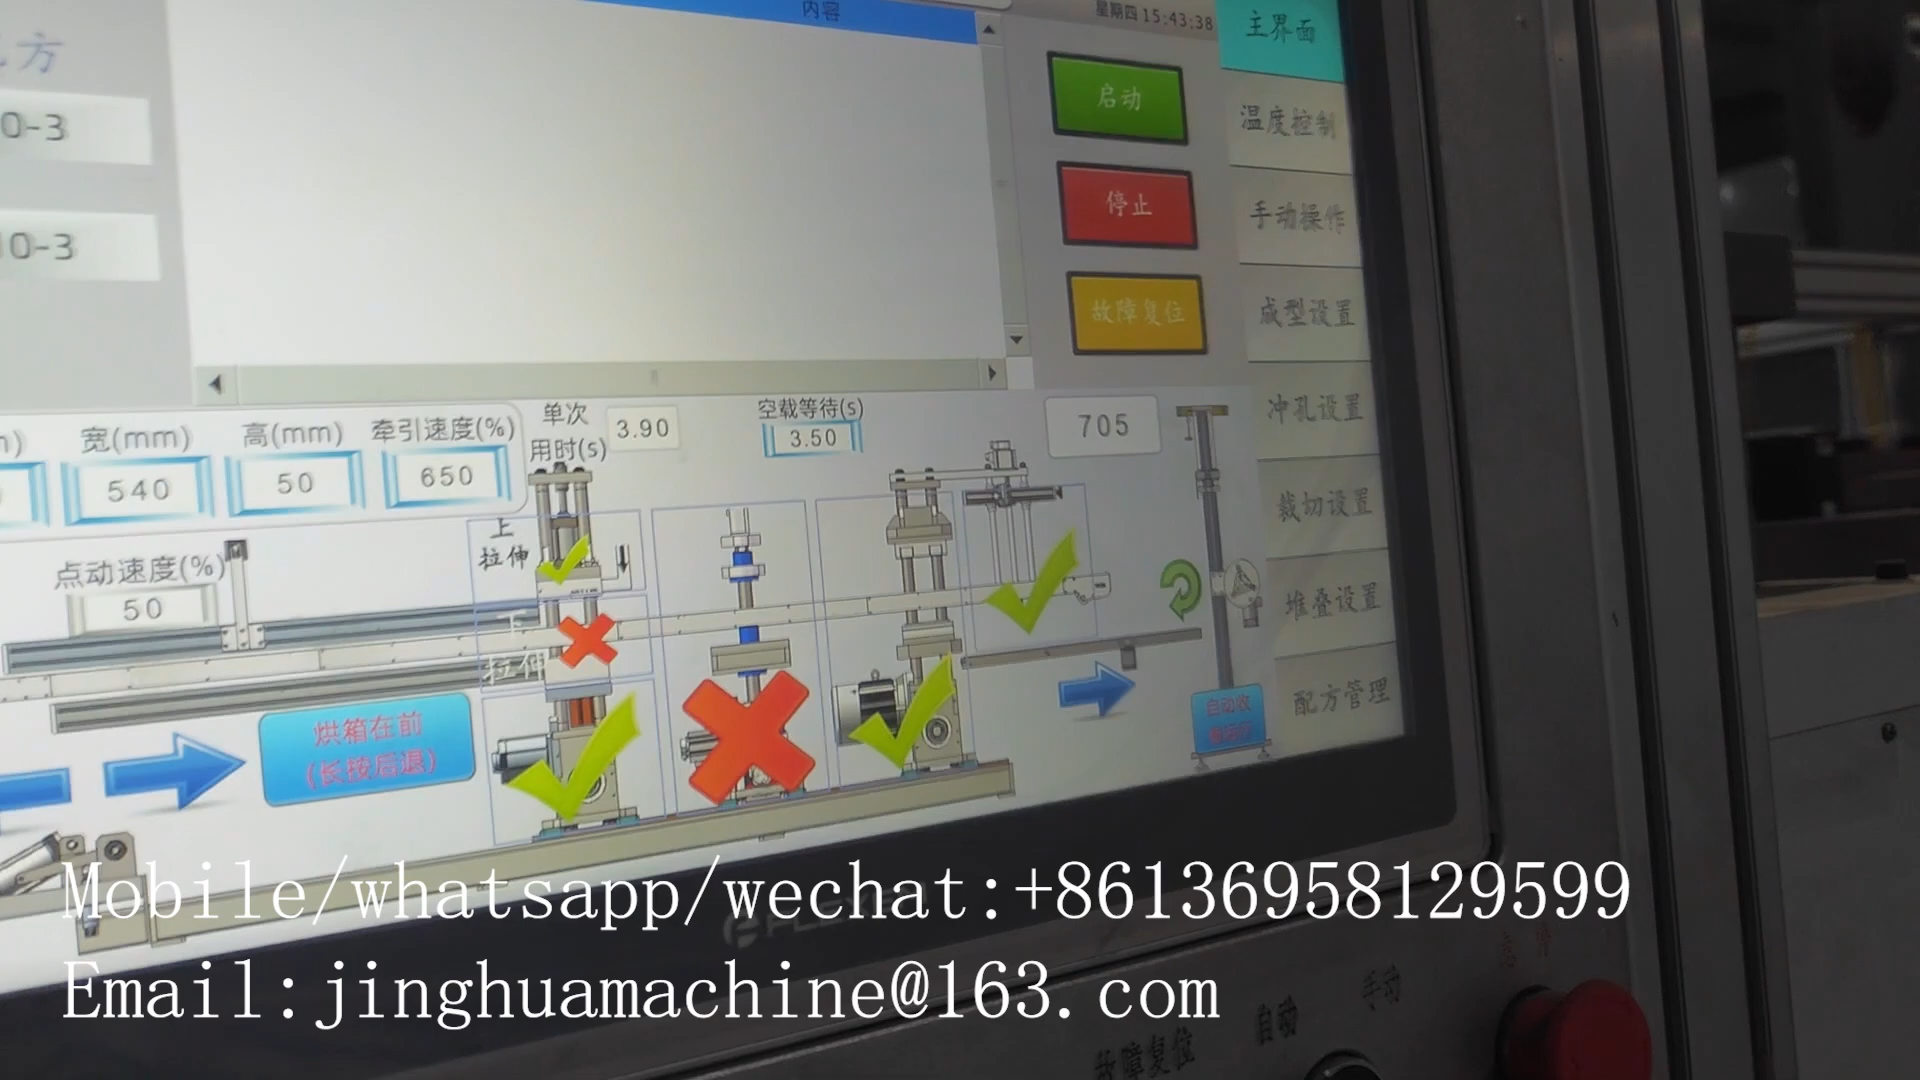 内容
星期四 15:43:38
主界面
方
启动
温度控制
0-3
停止
手动操作
10-3
故障复位
成型设置
宽(mm)
高(mm)
牵引速度(%)
单次
用时(s)
3.90
空载等待(s)
3.50
705
冲孔设置
540
50
650
上
拉伸
裁切设置
点动速度(%)
50
下
拉伸
堆叠设置
烘箱在前
(长按后退)
自动收
配方管理
Mobile/whatsapp/wechat:+8613695812959​9
Email:jinghuamachine@163.com
故障复位
自动
手动